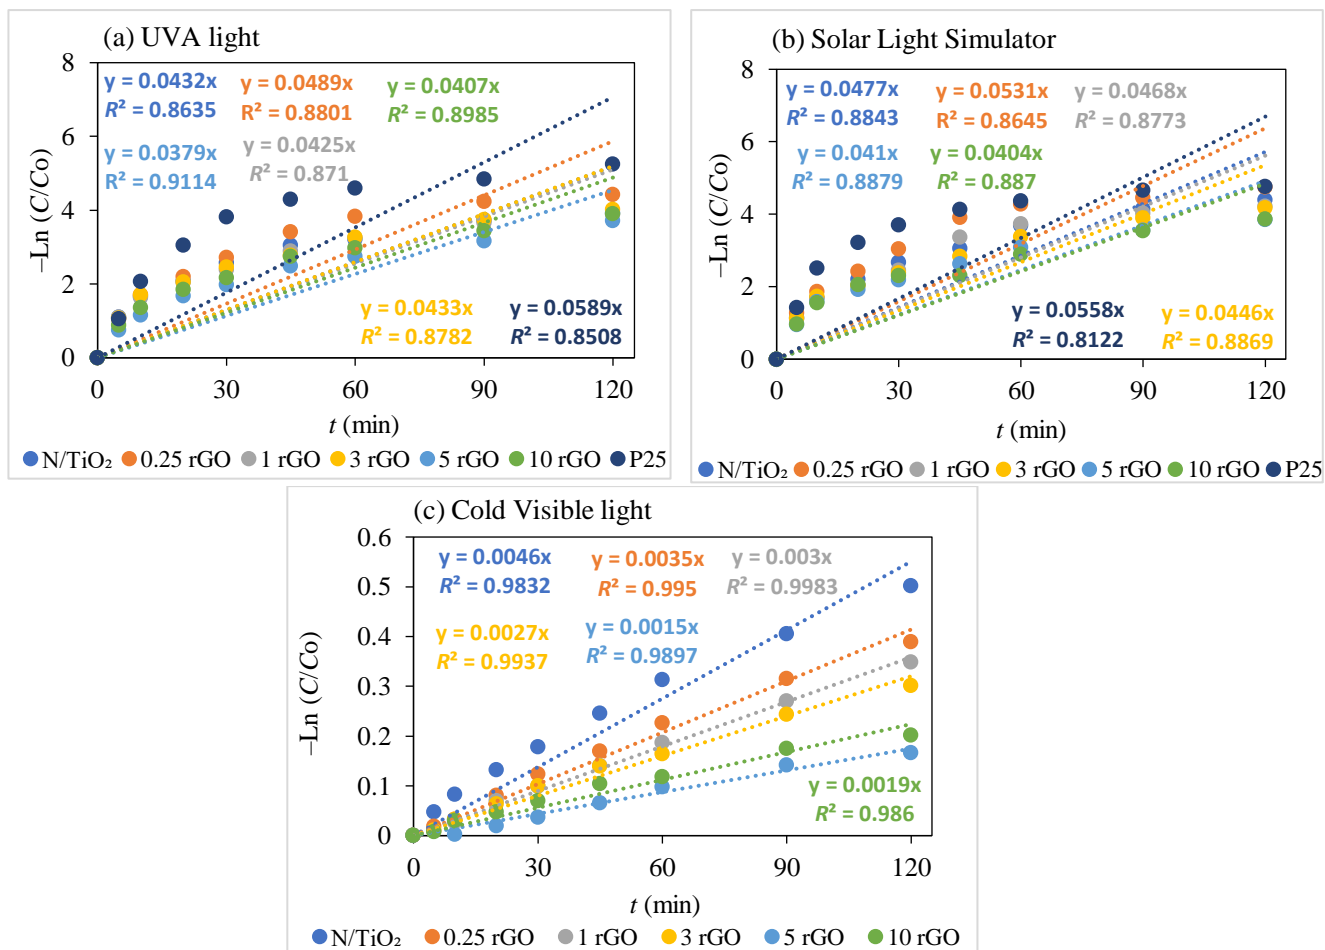 (a) UVA light
8
6
4
2
0
–Ln (C/Co)
y = 0.0432x
R² = 0.8635
y = 0.0489x
R² = 0.8801
y = 0.0407x
R² = 0.8985
y = 0.0379x
R² = 0.9114
y = 0.0425x
R² = 0.871
y = 0.0433x
R² = 0.8782
y = 0.0589x
R² = 0.8508
0 30 60 90 120
t (min)
N/TiO₂ 0.25 rGO 1 rGO 3 rGO 5 rGO 10 rGO P25
(b) Solar Light Simulator
8
6
4
2
0
–Ln (C/Co)
y = 0.0477x
R² = 0.8843
y = 0.0531x
R² = 0.8645
y = 0.0468x
R² = 0.8773
y = 0.041x
R² = 0.8879
y = 0.0404x
R² = 0.887
y = 0.0558x
R² = 0.8122
y = 0.0446x
R² = 0.8869
0 30 60 90 120
t (min)
N/TiO₂ 0.25 rGO 1 rGO 3 rGO 5 rGO 10 rGO P25
(c) Cold Visible light
0.6
0.5
0.4
0.3
0.2
0.1
0
–Ln (C/Co)
y = 0.0046x
R² = 0.9832
y = 0.0035x
R² = 0.995
y = 0.003x
R² = 0.9983
y = 0.0027x
R² = 0.9937
y = 0.0015x
R² = 0.9897
y = 0.0019x
R² = 0.986
0 30 60 90 120
t (min)
N/TiO₂ 0.25 rGO 1 rGO 3 rGO 5 rGO 10 rGO